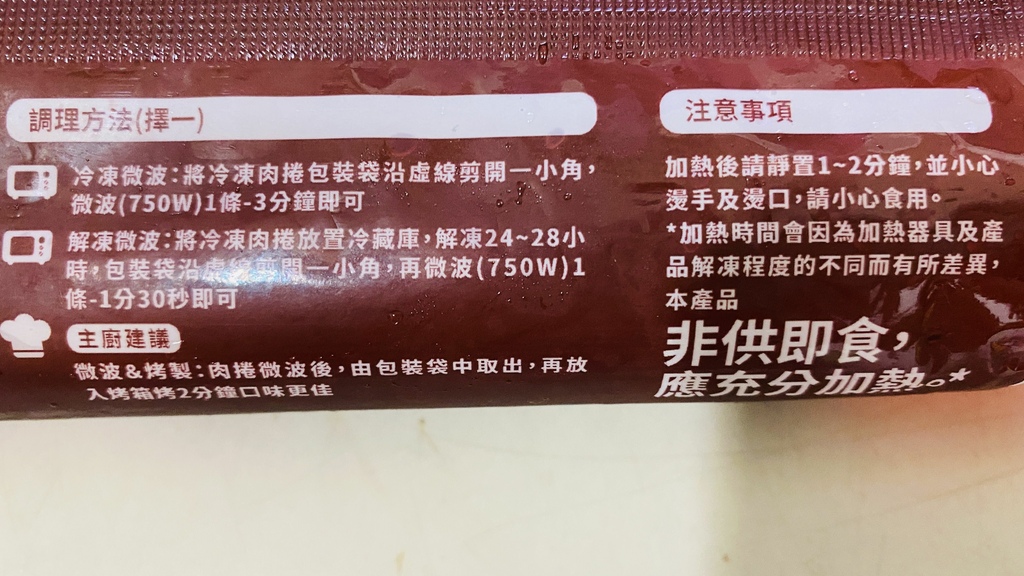 調理方法(擇一)
冷凍微波:將冷凍肉捲包裝袋沿虛線剪開一小角,
微波(750W)1條-3分鐘即可
解凍微波:將冷凍肉捲放置冷藏庫,解凍24~28小
時,包裝袋沿虛線剪開一小角,再微波(750W)1
條-1分30秒即可
主廚建議
微波&烤製:肉捲微波後,由包裝袋中取出,再放
入烤箱烤2分鐘口味更佳
注意事項
加熱後請靜置1~2分鐘,並小心
燙手及燙口,請小心食用。
*加熱時間會因為加熱器具及產
品解凍程度的不同而有所差異,
本產品
非供即食,
應充分加熱。*